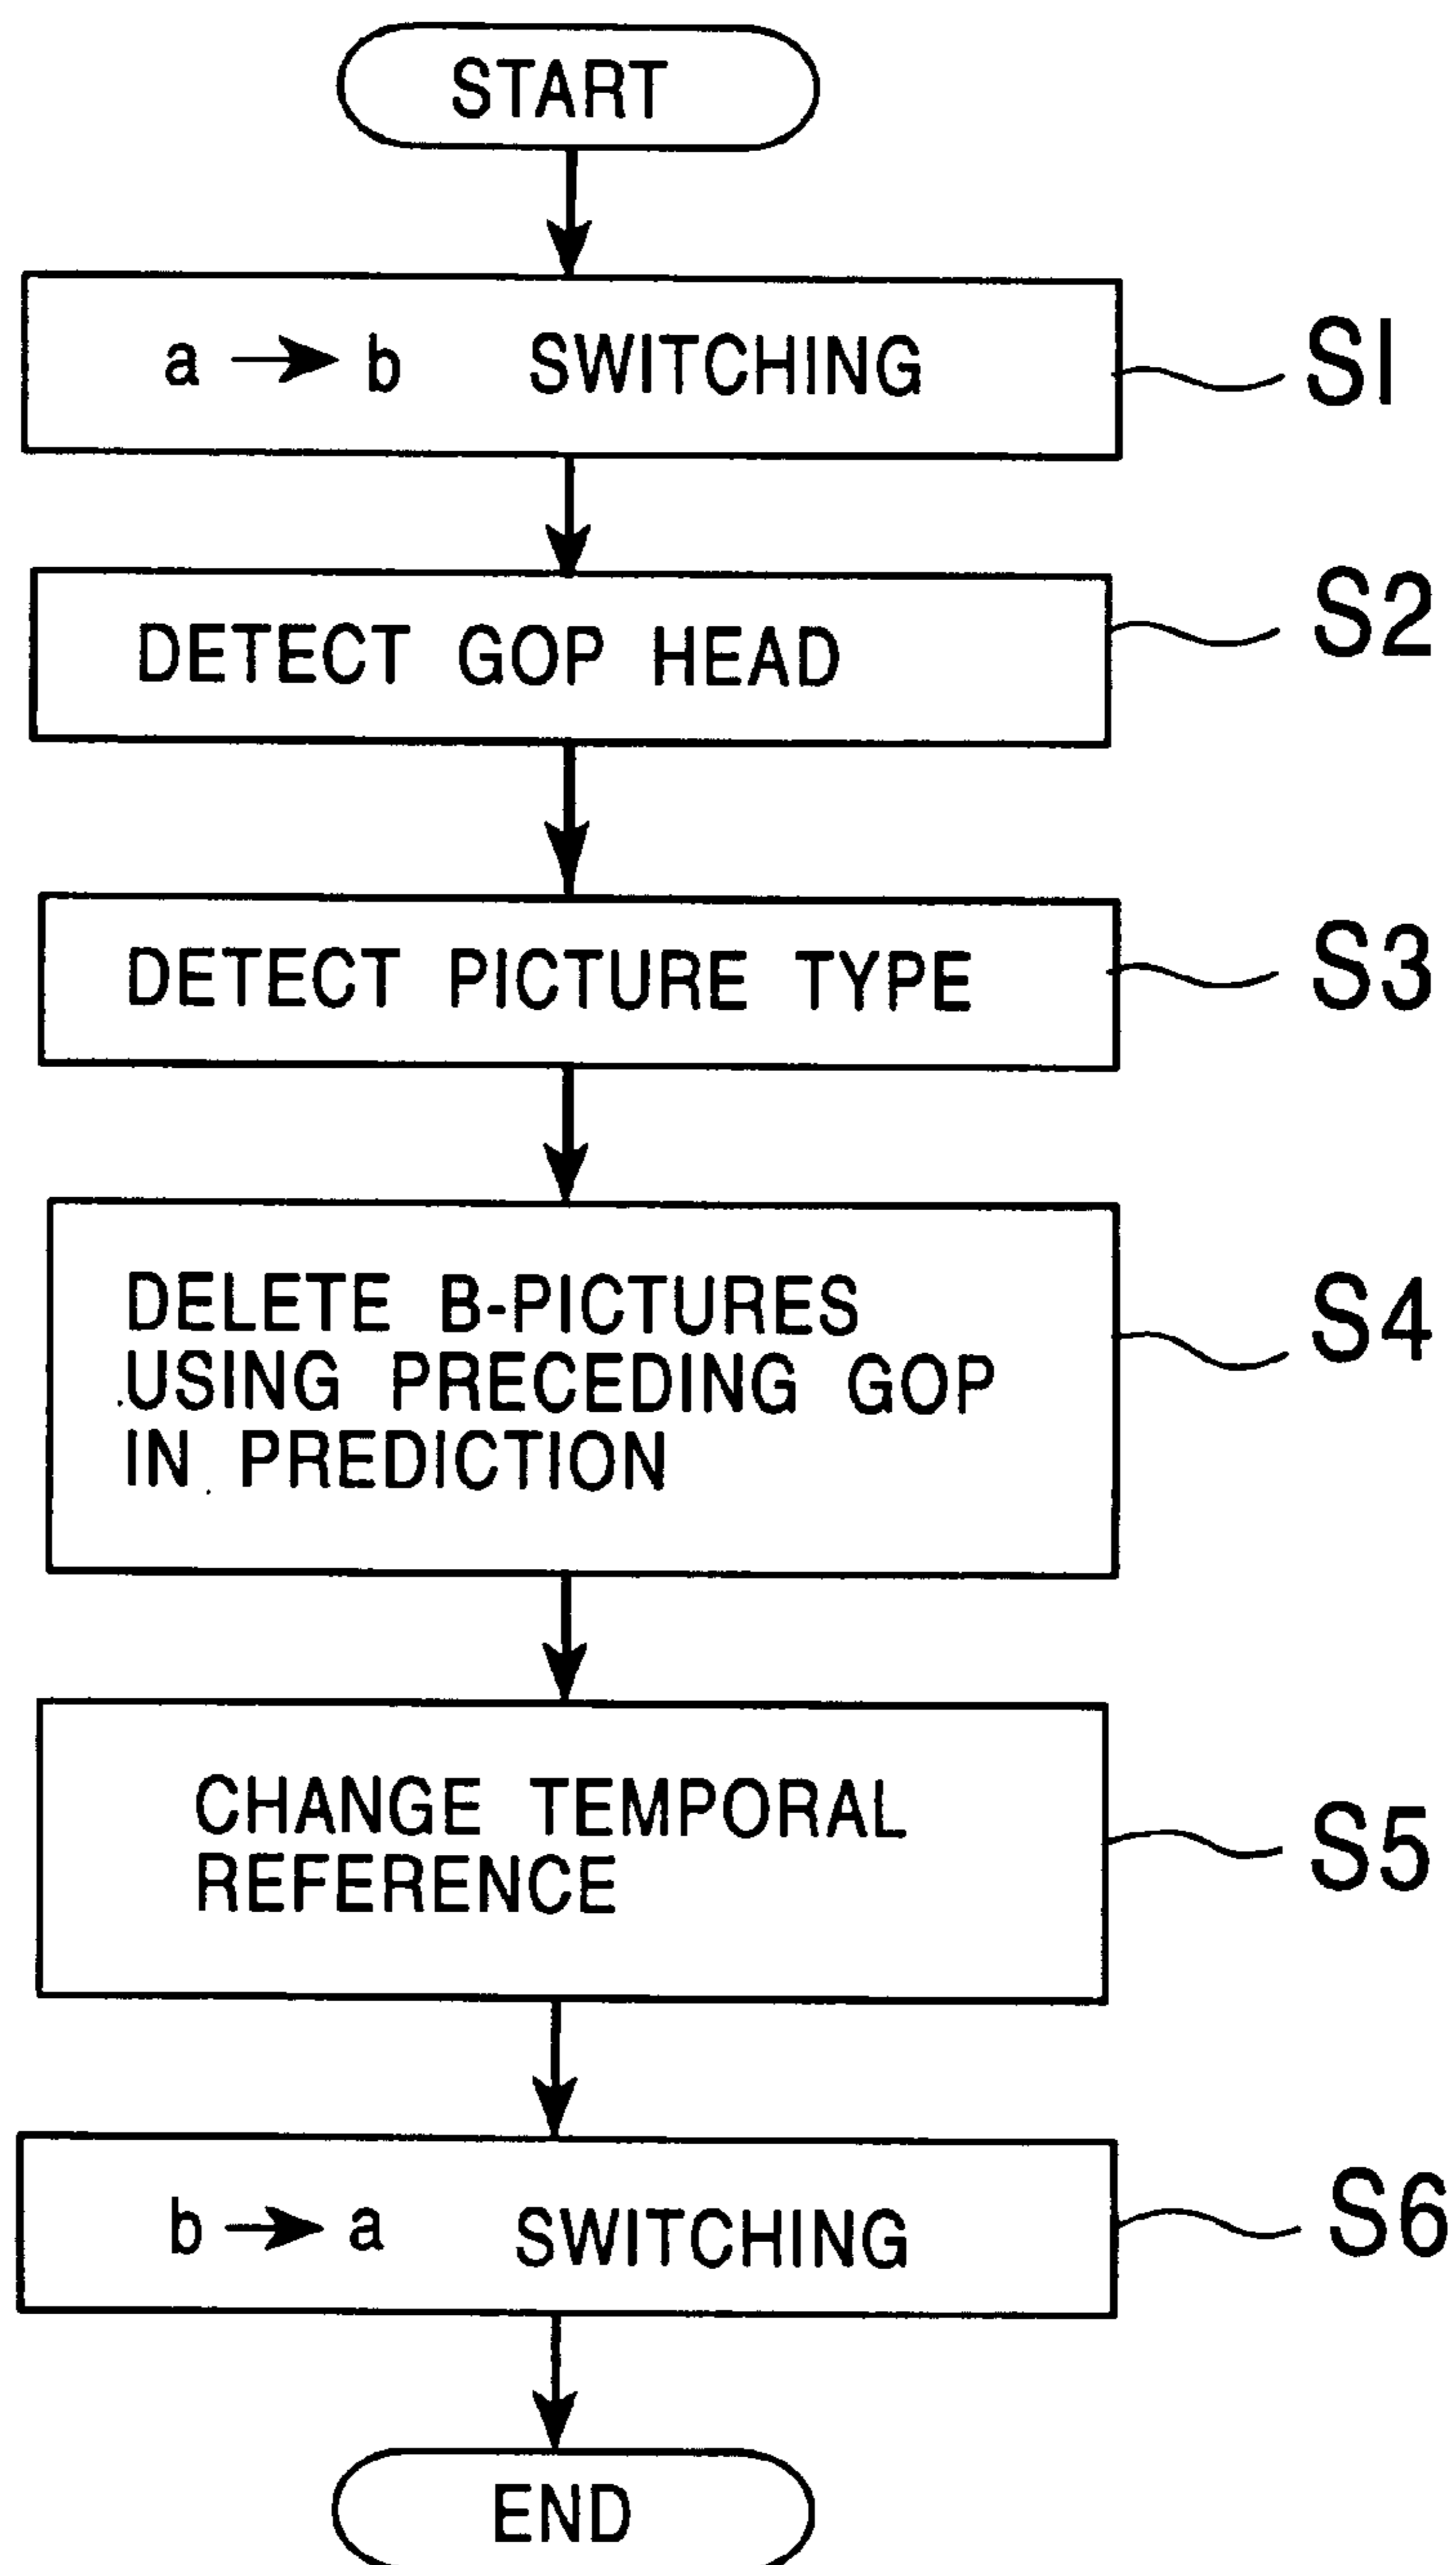 START
a → b SWITCHING
S1
DETECT GOP HEAD
S2
DETECT PICTURE TYPE
S3
DELETE B-PICTURES
USING PRECEDING GOP
IN PREDICTION
S4
CHANGE TEMPORAL
REFERENCE
S5
b → a SWITCHING
S6
END